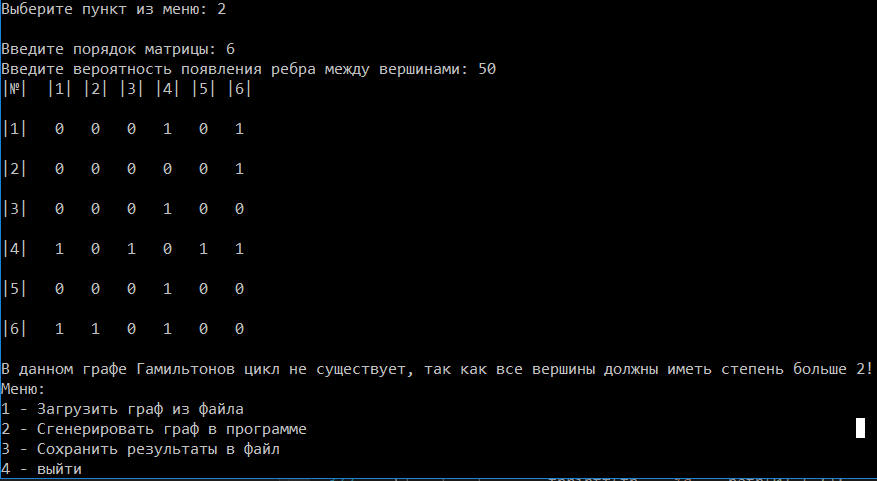 Выберите пункт из меню: 2
Введите порядок матрицы: 6
Введите вероятность появления ребра между вершинами: 50
|№| |1| |2| |3| |4| |5| |6|
|1| 0 0 0 1 0 1
|2| 0 0 0 0 0 1
|3| 0 0 0 1 0 0
|4| 1 0 1 0 1 1
|5| 0 0 0 1 0 0
|6| 1 1 0 1 0 0
В данном графе Гамильтонов цикл не существует, так как все вершины должны иметь степень больше 2!
Меню:
1 - Загрузить граф из файла
2 - Сгенерировать граф в программе
3 - Сохранить результаты в файл
4 - выйти